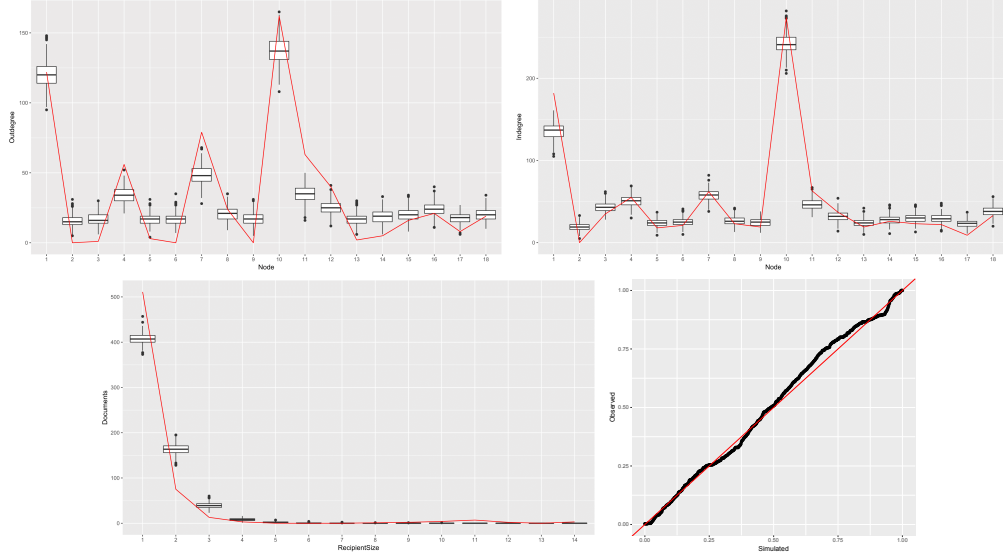 Outdegree
150
100
50
0
1 2 3 4 5 6 7 8 9 10 11 12 13 14 15 16 17 18
Node
Indegree
200
100
0
1 2 3 4 5 6 7 8 9 10 11 12 13 14 15 16 17 18
Node
Documents
500
400
300
200
100
0
1 2 3 4 5 6 7 8 9 10 11 12 13 14
RecipientSize
Observed
1.00
0.75
0.50
0.25
0.00
0.00 0.25 0.50 0.75 1.00
Simulated